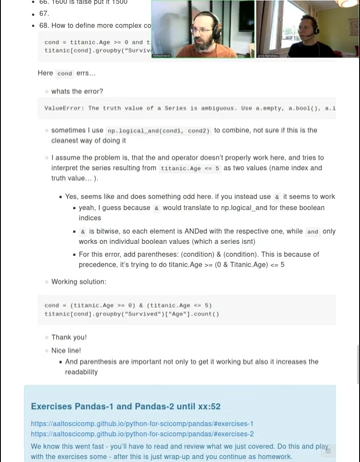 66. 1600 is false put it 1500
67.
68. How to define more complex co
cond = titanic.Age >= 0 and t
titanic[cond].groupby("Surviv
Here cond errs…
whats the error?
ValueError: The truth value of a Series is ambiguous. Use a.empty, a.bool(), a.i
sometimes I use np.logical_and(cond1, cond2) to combine, not sure if this is the
cleanest way of doing it
I assume the problem is, that the and operator doesn't properly work here, and tries to
interpret the series resulting from titanic.Age <= 5 as two values (name index and
truth value… ).
Yes, seems like and does something odd here. if you instead use & it seems to work
yeah, I guess because & would translate to np.logical_and for these boolean
indices
& is bitwise, so each element is ANDed with the respective one, while and only
works on individual boolean values (which a series isnt)
For this error, add parentheses: (condition) & (condition). This is because of
precedence, it's trying to do titanic.Age >= (0 & Titanic.Age) <= 5
Working solution:
cond = (titanic.Age >= 0) & (titanic.Age <= 5)
titanic[cond].groupby("Survived")["Age"].count()
Thank you!
Nice line!
And parenthesis are important not only to get it working but also it increases the
readability
Exercises Pandas-1 and Pandas-2 until xx:52
https://aaltoscicomp.github.io/python-for-scicomp/pandas/#exercises-1
https://aaltoscicomp.github.io/python-for-scicomp/pandas/#exercises-2
We know this went fast - you'll have to read and review what we just covered. Do this and play
with the exercises some - after this is just wrap-up and you continue as homework.